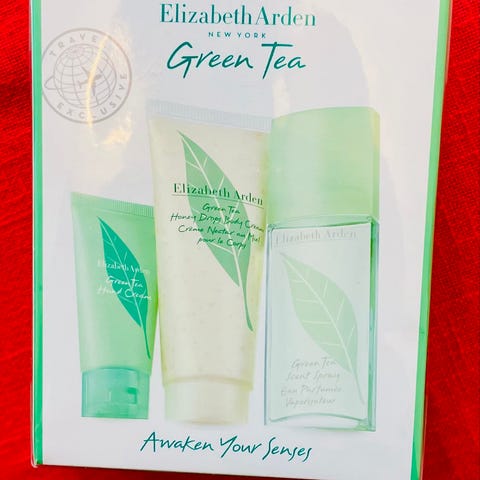 Elizabeth Arden
NEW YORK
Green Tea
TRAVEL
EXCLUSIVE
Elizabeth Arden
Green Tea
Honey Drops Body Cream
Crème Nectar au Miel
pour le Corps
Elizabeth Arden
Green Tea
Hand Cream
Elizabeth Arden
Green Tea
Scent Spray
Eau Parfumée
Vaporisateur
Awaken Your Senses